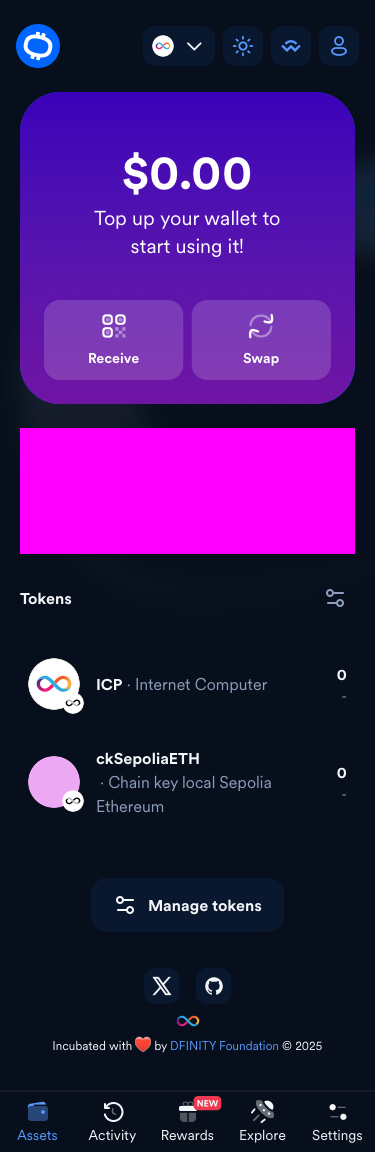 $0.00
Top up your wallet to
start using it!
Receive
Swap
Tokens
ICP · Internet Computer
0
-
ckSepoliaETH
· Chain key local Sepolia
Ethereum
0
-
Manage tokens
Incubated with ❤️ by DFINITY Foundation © 2025
NEW
Assets
Activity
Rewards
Explore
Settings